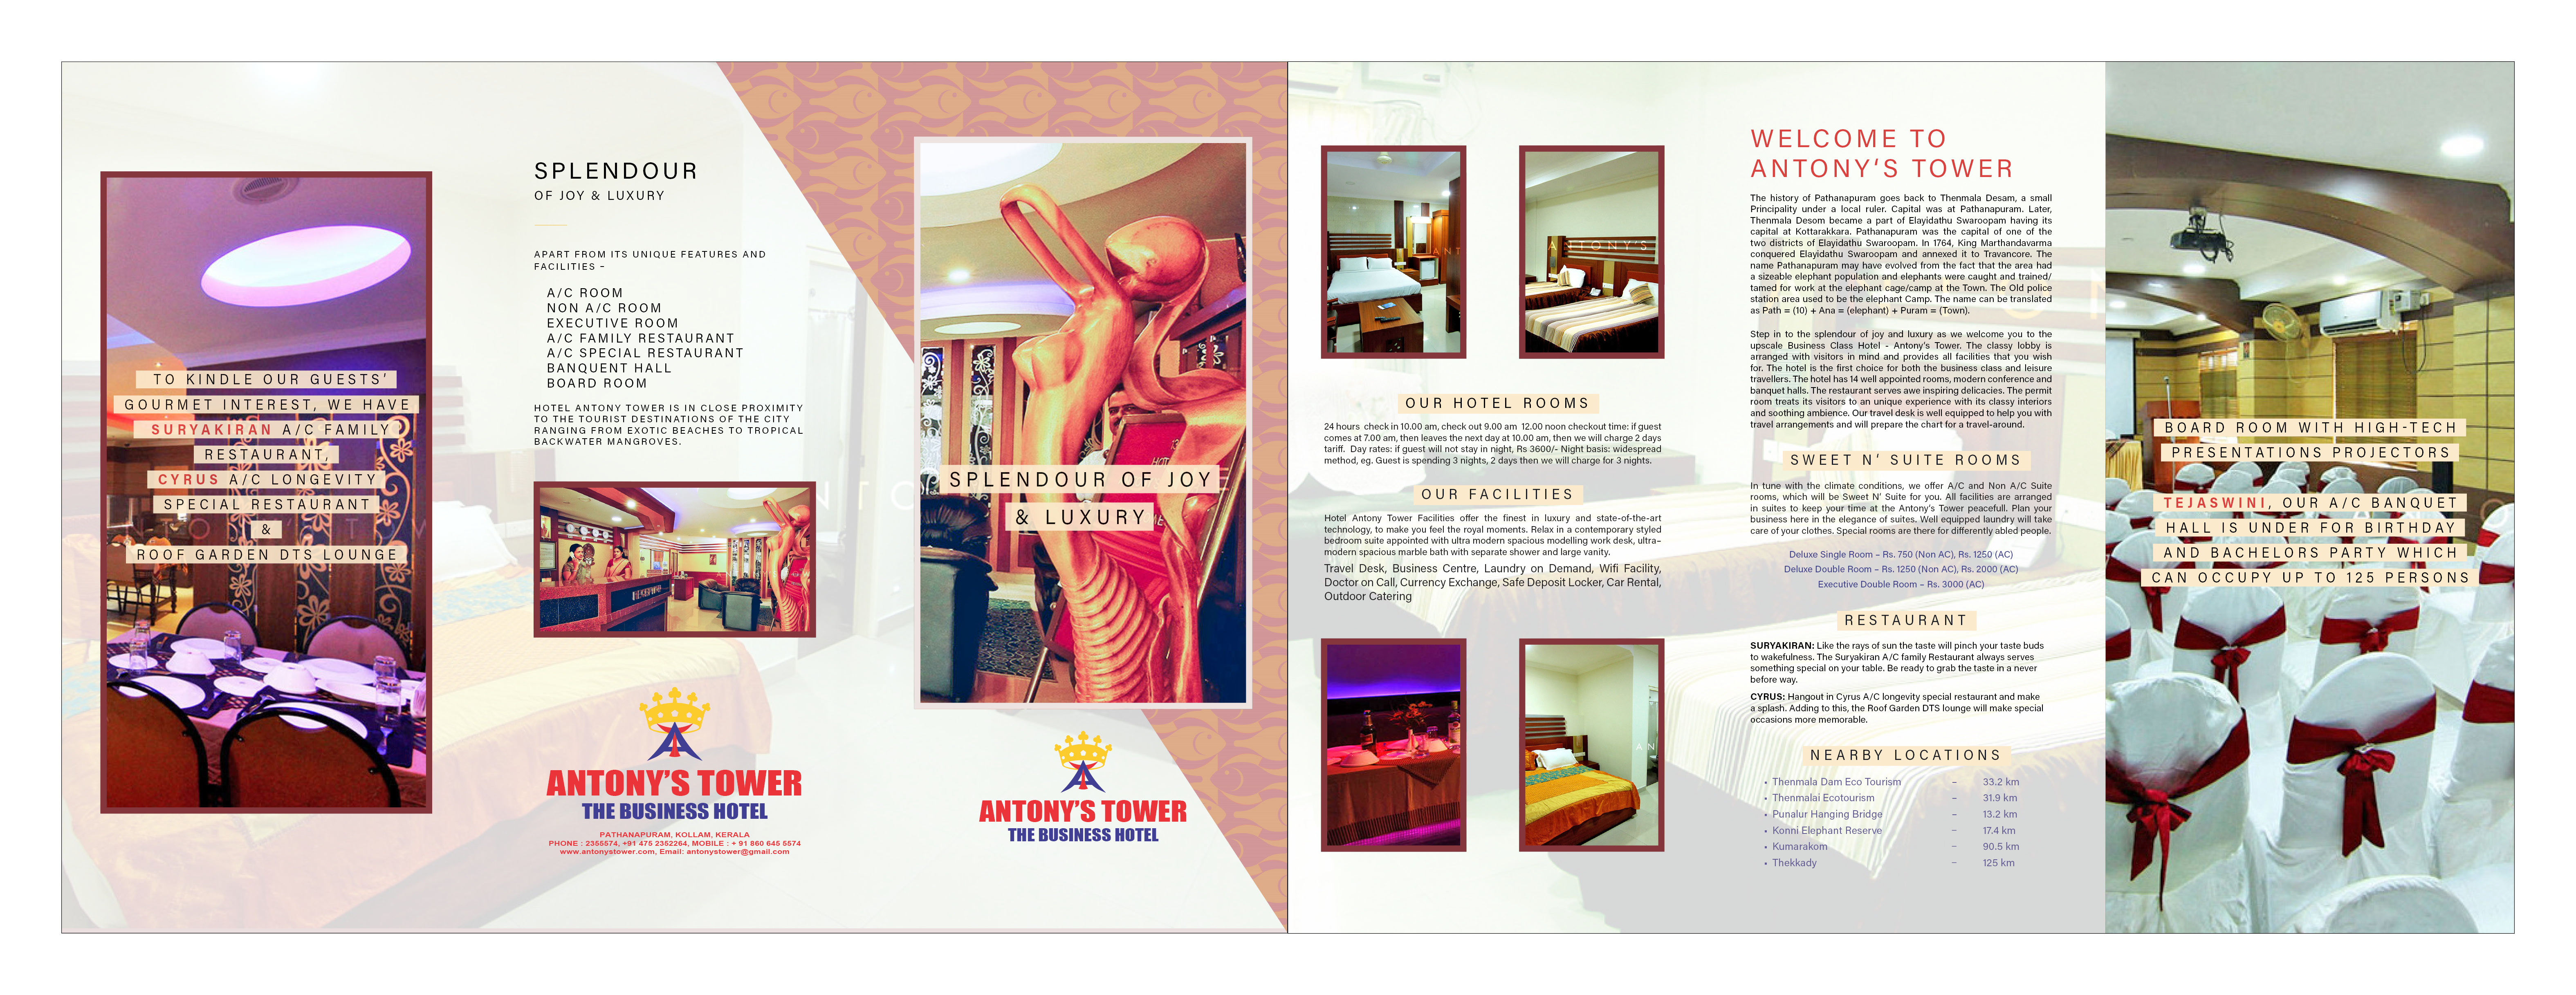 TO KINDLE OUR GUESTS'
GOURMET INTEREST, WE HAVE
SURYAKIRAN A/C FAMILY
RESTAURANT,
CYRUS A/C LONGEVITY
SPECIAL RESTAURANT
&
ROOF GARDEN DTS LOUNGE
SPLENDOUR
OF JOY & LUXURY
APART FROM ITS UNIQUE FEATURES AND
FACILITIES –
A/C ROOM
NON A/C ROOM
EXECUTIVE ROOM
A/C FAMILY RESTAURANT
A/C SPECIAL RESTAURANT
BANQUENT HALL
BOARD ROOM
HOTEL ANTONY TOWER IS IN CLOSE PROXIMITY
TO THE TOURIST DESTINATIONS OF THE CITY
RANGING FROM EXOTIC BEACHES TO TROPICAL
BACKWATER MANGROVES.
RECEPTION
ANTONY'S TOWER
THE BUSINESS HOTEL
PATHANAPURAM, KOLLAM, KERALA
PHONE : 2355574, +91 475 2352264, MOBILE : + 91 860 645 5574
www.antonystower.com, Email: antonystower@gmail.com
SPLENDOUR OF JOY
& LUXURY
ANTONY'S TOWER
THE BUSINESS HOTEL
ANT
ANTONY'S
OUR HOTEL ROOMS
24 hours check in 10.00 am, check out 9.00 am 12.00 noon checkout time: if guest
comes at 7.00 am, then leaves the next day at 10.00 am, then we will charge 2 days
tariff. Day rates: if guest will not stay in night, Rs 3600/- Night basis: widespread
method, eg. Guest is spending 3 nights, 2 days then we will charge for 3 nights.
OUR FACILITIES
Hotel Antony Tower Facilities offer the finest in luxury and state-of-the-art
technology, to make you feel the royal moments. Relax in a contemporary styled
bedroom suite appointed with ultra modern spacious modelling work desk, ultra-
modern spacious marble bath with separate shower and large vanity.
Travel Desk, Business Centre, Laundry on Demand, Wifi Facility,
Doctor on Call, Currency Exchange, Safe Deposit Locker, Car Rental,
Outdoor Catering
AN
WELCOME TO
ANTONY'S TOWER
The history of Pathanapuram goes back to Thenmala Desam, a small
Principality under a local ruler. Capital was at Pathanapuram. Later,
Thenmala Desom became a part of Elayidathu Swaroopam having its
capital at Kottarakkara. Pathanapuram was the capital of one of the
two districts of Elayidathu Swaroopam. In 1764, King Marthandavarma
conquered Elayidathu Swaroopam and annexed it to Travancore. The
name Pathanapuram may have evolved from the fact that the area had
a sizeable elephant population and elephants were caught and trained/
tamed for work at the elephant cage/camp at the Town. The Old police
station area used to be the elephant Camp. The name can be translated
as Path = (10) + Ana = (elephant) + Puram = (Town).
Step in to the splendour of joy and luxury as we welcome you to the
upscale Business Class Hotel - Antony's Tower. The classy lobby is
arranged with visitors in mind and provides all facilities that you wish
for. The hotel is the first choice for both the business class and leisure
travellers. The hotel has 14 well appointed rooms, modern conference and
banquet halls. The restaurant serves awe inspiring delicacies. The permit
room treats its visitors to an unique experience with its classy interiors
and soothing ambience. Our travel desk is well equipped to help you with
travel arrangements and will prepare the chart for a travel-around.
SWEET N' SUITE ROOMS
In tune with the climate conditions, we offer A/C and Non A/C Suite
rooms, which will be Sweet N' Suite for you. All facilities are arranged
in suites to keep your time at the Antony's Tower peacefull. Plan your
business here in the elegance of suites. Well equipped laundry will take
care of your clothes. Special rooms are there for differently abled people.
Deluxe Single Room – Rs. 750 (Non AC), Rs. 1250 (AC)
Deluxe Double Room – Rs. 1250 (Non AC), Rs. 2000 (AC)
Executive Double Room – Rs. 3000 (AC)
RESTAURANT
SURYAKIRAN: Like the rays of sun the taste will pinch your taste buds
to wakefulness. The Suryakiran A/C family Restaurant always serves
something special on your table. Be ready to grab the taste in a never
before way.
CYRUS: Hangout in Cyrus A/C longevity special restaurant and make
a splash. Adding to this, the Roof Garden DTS lounge will make special
occasions more memorable.
NEARBY LOCATIONS
• Thenmala Dam Eco Tourism – 33.2 km
• Thenmalai Ecotourism – 31.9 km
• Punalur Hanging Bridge – 13.2 km
• Konni Elephant Reserve – 17.4 km
• Kumarakom – 90.5 km
• Thekkady – 125 km
BOARD ROOM WITH HIGH-TECH
PRESENTATIONS PROJECTORS
TEJASWINI, OUR A/C BANQUET
HALL IS UNDER FOR BIRTHDAY
AND BACHELORS PARTY WHICH
CAN OCCUPY UP TO 125 PERSONS